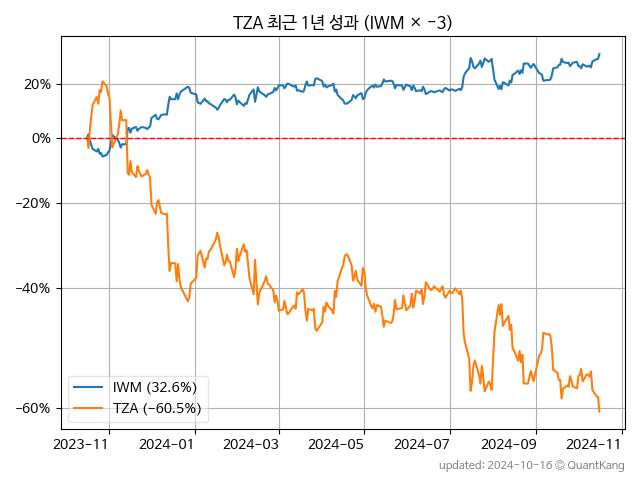 TZA 최근 1년 성과 (IWM × −3)
20%
0%
−20%
−40%
−60%
IWM (32.6%)
TZA (−60.5%)
2023−11 2024−01 2024−03 2024−05 2024−07 2024−09 2024−11
updated: 2024-10-16 ⓒ QuantKang